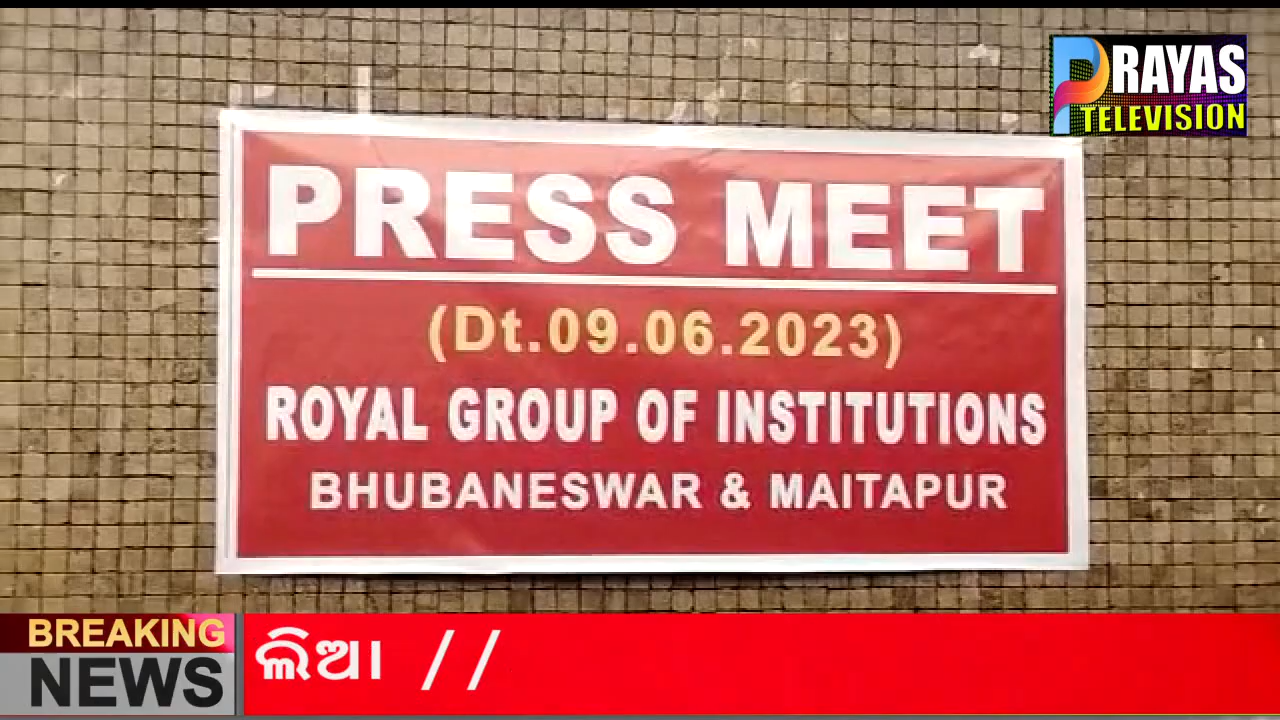 PRAYAS
TELEVISION
PRESS MEET
(Dt.09.06.2023)
ROYAL GROUP OF INSTITUTIONS
BHUBANESWAR & MAITAPUR
BREAKING
NEWS
ଲିଆ। //